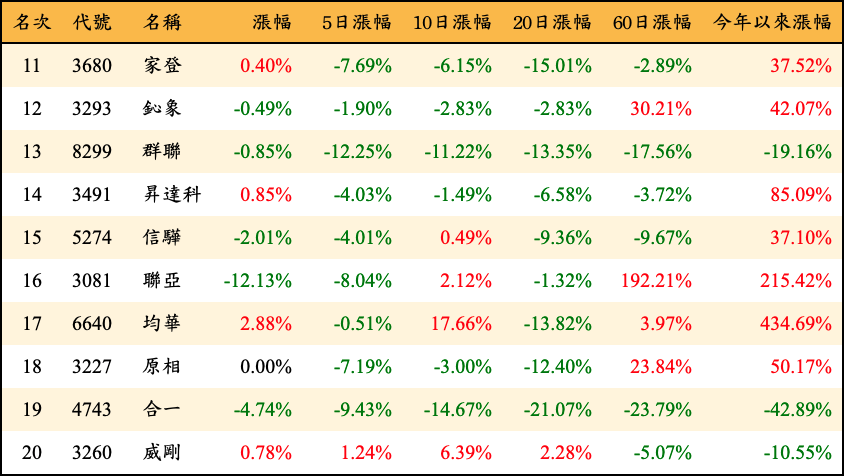 名次 代號 名稱 漲幅 5日漲幅 10日漲幅 20日漲幅 60日漲幅 今年以來漲幅
11 3680 家登 0.40% -7.69% -6.15% -15.01% -2.89% 37.52%
12 3293 鈊象 -0.49% -1.90% -2.83% -2.83% 30.21% 42.07%
13 8299 群聯 -0.85% -12.25% -11.22% -13.35% -17.56% -19.16%
14 3491 昇達科 0.85% -4.03% -1.49% -6.58% -3.72% 85.09%
15 5274 信驊 -2.01% -4.01% 0.49% -9.36% -9.67% 37.10%
16 3081 聯亞 -12.13% -8.04% 2.12% -1.32% 192.21% 215.42%
17 6640 均華 2.88% -0.51% 17.66% -13.82% 3.97% 434.69%
18 3227 原相 0.00% -7.19% -3.00% -12.40% 23.84% 50.17%
19 4743 合一 -4.74% -9.43% -14.67% -21.07% -23.79% -42.89%
20 3260 威剛 0.78% 1.24% 6.39% 2.28% -5.07% -10.55%